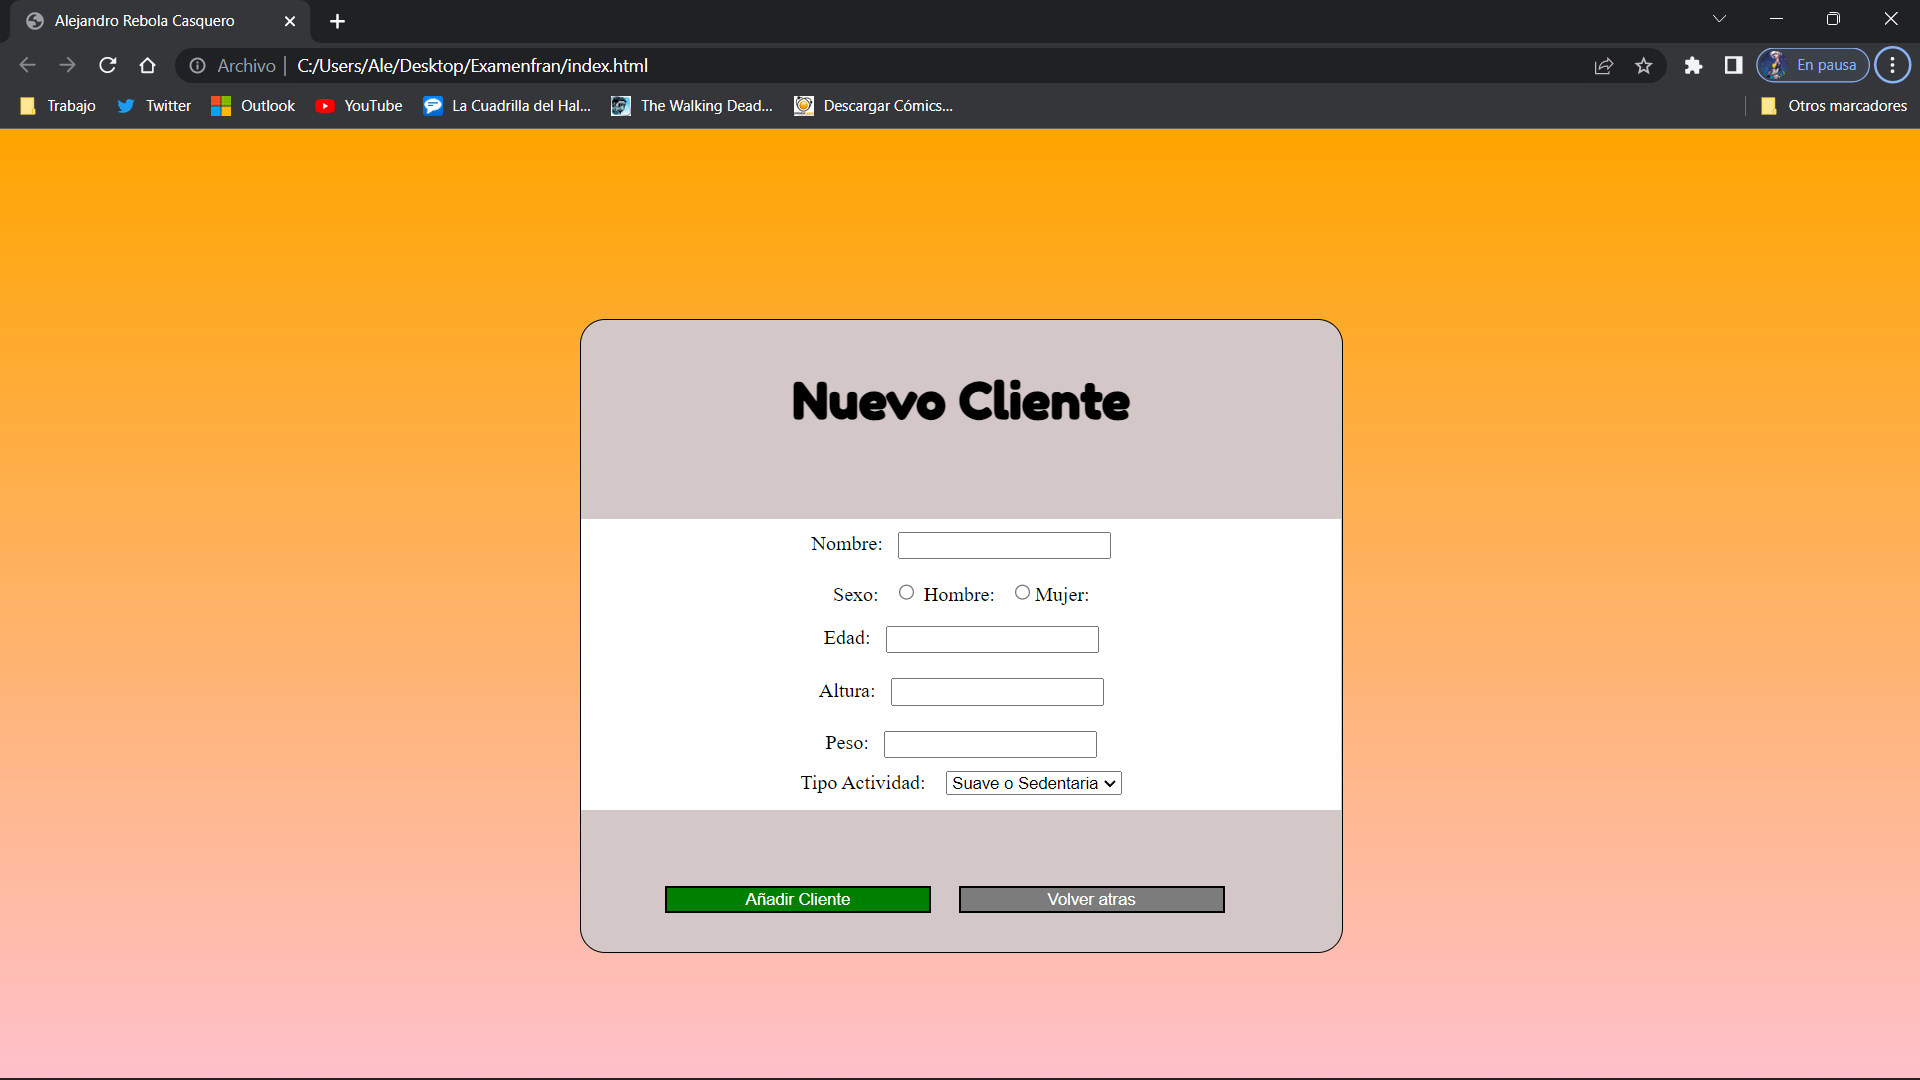 Alejandro Rebola Casquero
Archivo | C:/Users/Ale/Desktop/Examenfran/index.html
En pausa
Trabajo Twitter Outlook YouTube La Cuadrilla del Hal... The Walking Dead... Descargar Cómics... Otros marcadores
Nuevo Cliente
Nombre:
Sexo: Hombre: Mujer:
Edad:
Altura:
Peso:
Tipo Actividad: Suave o Sedentaria
Añadir Cliente Volver atras